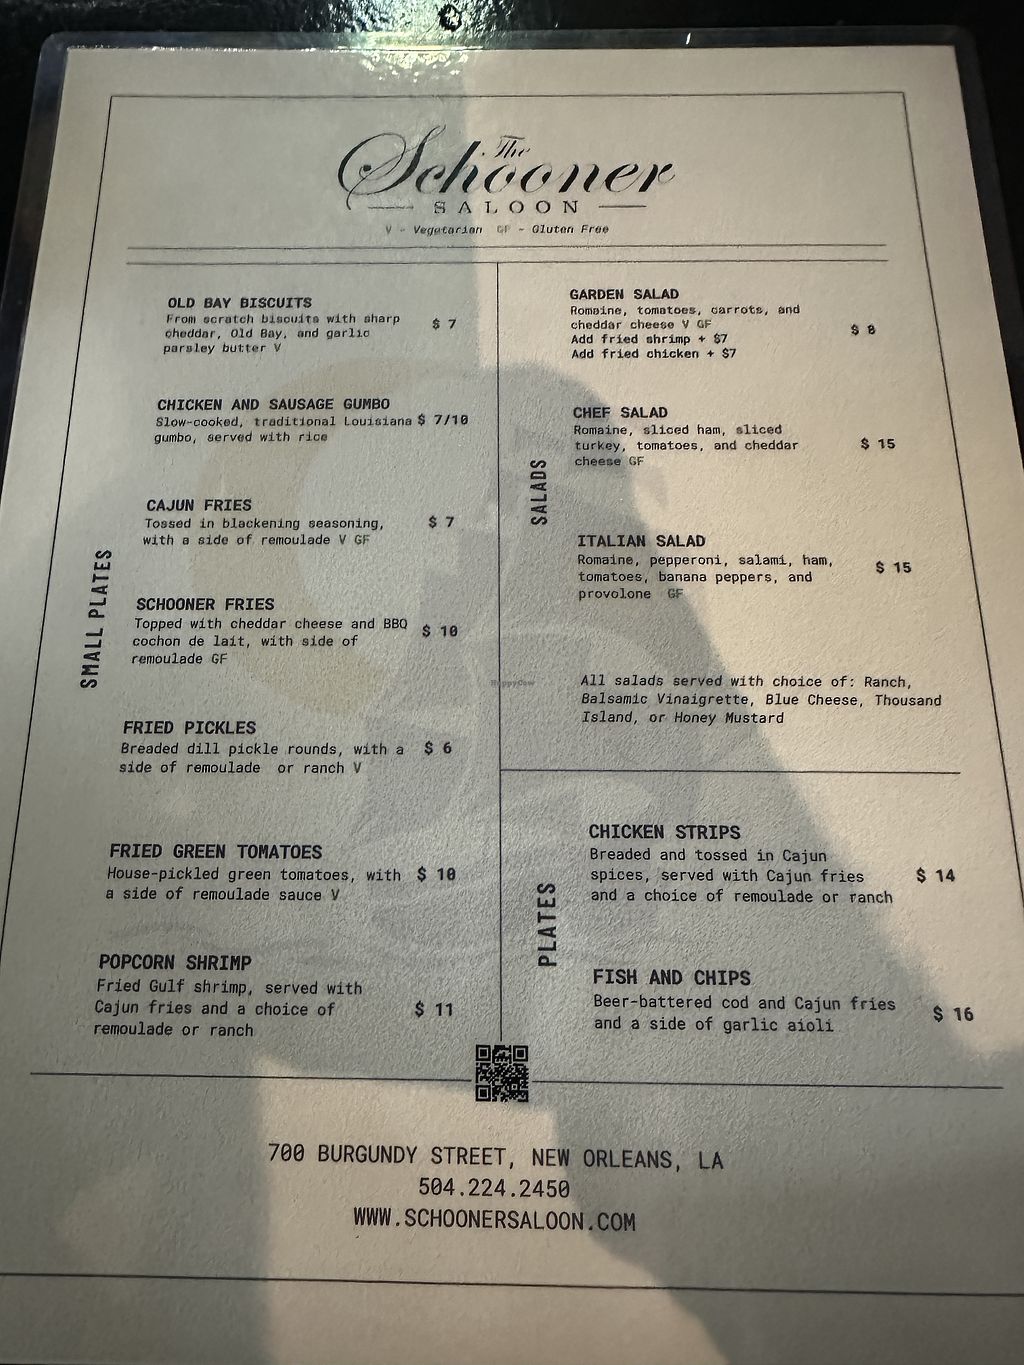 The
Schooner
SALOON
V - Vegetarian GF - Gluten Free
SMALL PLATES
OLD BAY BISCUITS
From scratch biscuits with sharp
cheddar, Old Bay, and garlic
parsley butter V
$ 7
CHICKEN AND SAUSAGE GUMBO
Slow-cooked, traditional Louisiana $ 7/10
gumbo, served with rice
CAJUN FRIES
Tossed in blackening seasoning,
with a side of remoulade V GF
$ 7
SCHOONER FRIES
Topped with cheddar cheese and BBQ
cochon de lait, with side of
remoulade GF
$ 10
FRIED PICKLES
Breaded dill pickle rounds, with a
side of remoulade or ranch V
$ 6
FRIED GREEN TOMATOES
House-pickled green tomatoes, with
a side of remoulade sauce V
$ 10
POPCORN SHRIMP
Fried Gulf shrimp, served with
Cajun fries and a choice of
remoulade or ranch
$ 11
SALADS
GARDEN SALAD
Romaine, tomatoes, carrots, and
cheddar cheese V GF
Add fried shrimp + $7
Add fried chicken + $7
$ 8
CHEF SALAD
Romaine, sliced ham, sliced
turkey, tomatoes, and cheddar
cheese GF
$ 15
ITALIAN SALAD
Romaine, pepperoni, salami, ham,
tomatoes, banana peppers, and
provolone GF
$ 15
All salads served with choice of: Ranch,
Balsamic Vinaigrette, Blue Cheese, Thousand
Island, or Honey Mustard
HappyCow
PLATES
CHICKEN STRIPS
Breaded and tossed in Cajun
spices, served with Cajun fries
and a choice of remoulade or ranch
$ 14
FISH AND CHIPS
Beer-battered cod and Cajun fries
and a side of garlic aioli
$ 16
700 BURGUNDY STREET, NEW ORLEANS, LA
504.224.2450
WWW.SCHOONERSALOON.COM